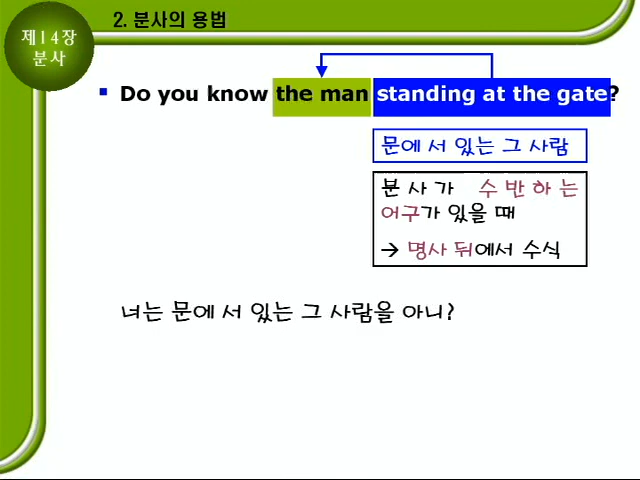 제14장
분사
2. 분사의 용법
Do you know the man standing at the gate?
문에 서 있는 그 사람
분 사 가 수 반 하 는
어구가 있을 때
→ 명사 뒤에서 수식
너는 문에 서 있는 그 사람을 아니?